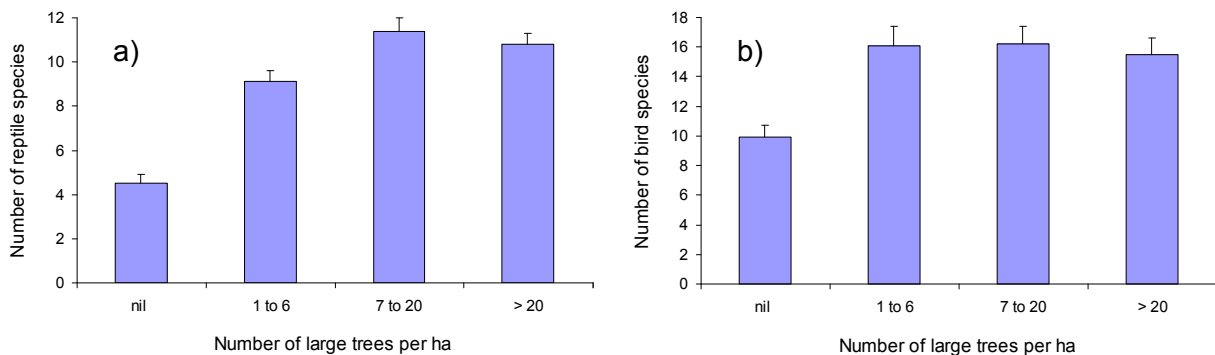 a)
Number of reptile species
12
10
8
6
4
2
0
nil 1 to 6 7 to 20 > 20
Number of large trees per ha
b)
Number of bird species
18
16
14
12
10
8
6
4
2
0
nil 1 to 6 7 to 20 > 20
Number of large trees per ha